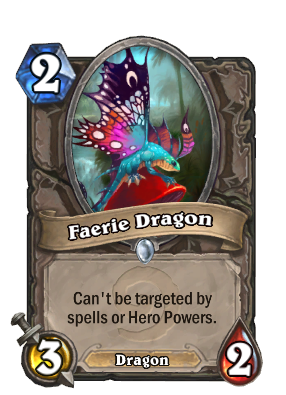 2
Faerie Dragon
Can't be targeted by
spells or Hero Powers.
3
Dragon
2